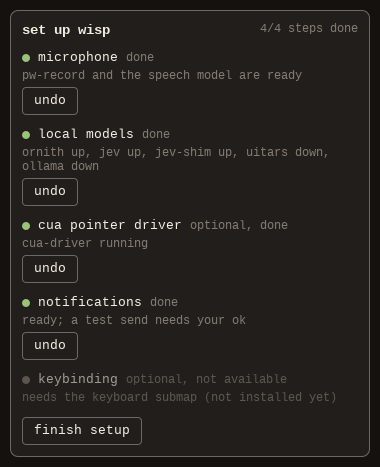 set up wisp 4/4 steps done
microphone done
pw-record and the speech model are ready
undo
local models done
ornith up, jev up, jev-shim up, uitars down,
ollama down
undo
cua pointer driver optional, done
cua-driver running
undo
notifications done
ready; a test send needs your ok
undo
keybinding optional, not available
needs the keyboard submap (not installed yet)
finish setup